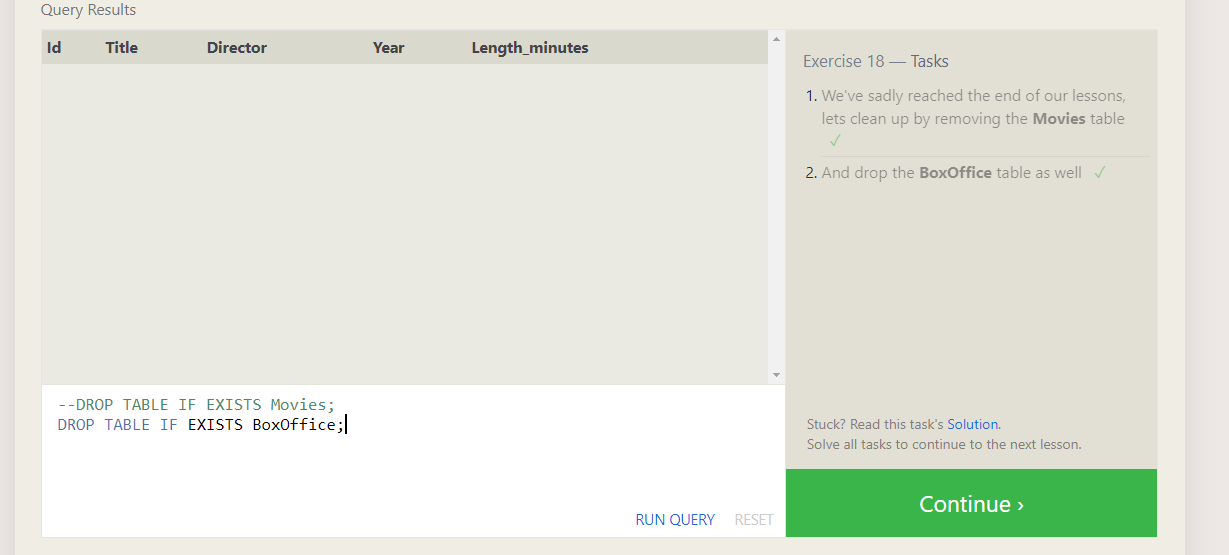 Query Results
Id Title Director Year Length_minutes
Exercise 18 — Tasks
1. We've sadly reached the end of our lessons,
lets clean up by removing the Movies table
✓
2. And drop the BoxOffice table as well ✓
Stuck? Read this task's Solution.
Solve all tasks to continue to the next lesson.
Continue ›
--DROP TABLE IF EXISTS Movies;
DROP TABLE IF EXISTS BoxOffice;
RUN QUERY RESET